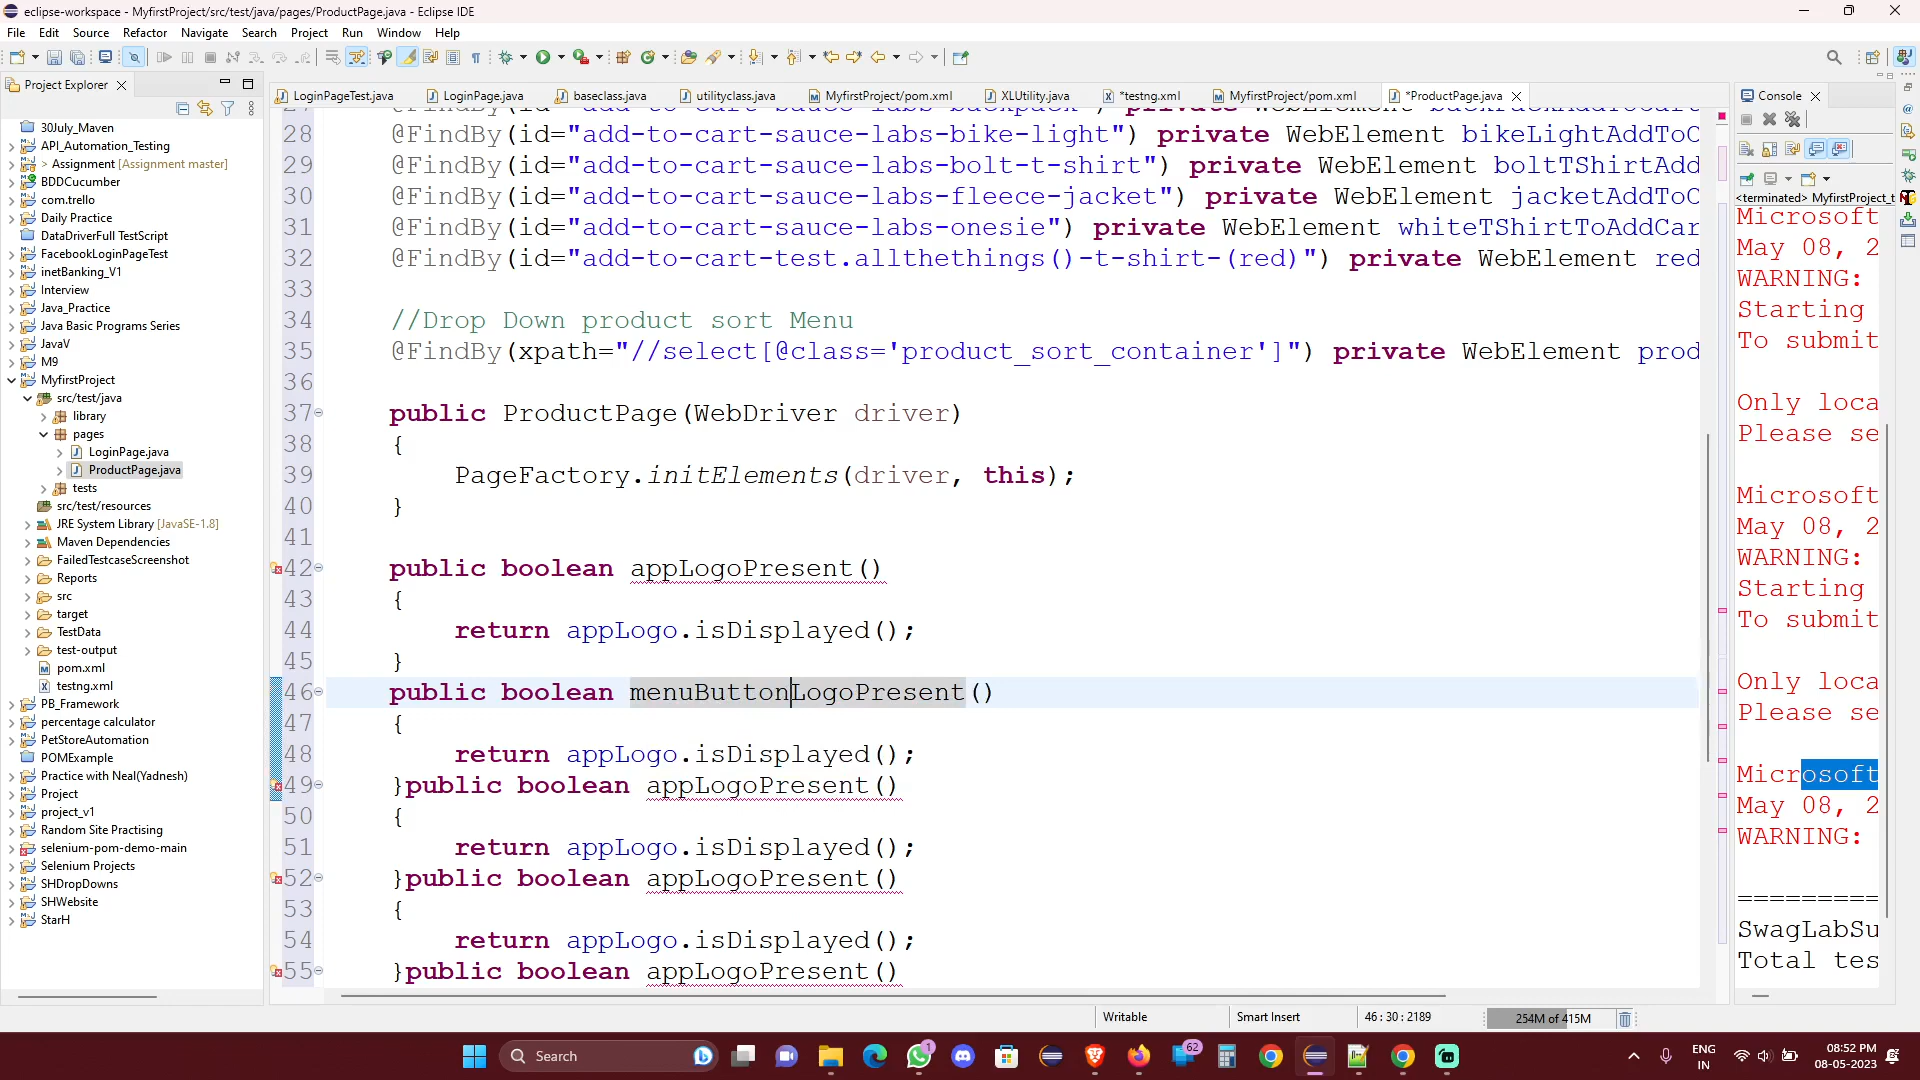 eclipse-workspace - MyfirstProject/src/test/java/pages/ProductPage.java - Eclipse IDE
File Edit Source Refactor Navigate Search Project Run Window Help
Project Explorer
LoginPageTest.java LoginPage.java baseclass.java utilityclass.java MyfirstProject/pom.xml XLUtility.java *testng.xml MyfirstProject/pom.xml *ProductPage.java
Console
30July_Maven
API_Automation_Testing
> Assignment [Assignment master]
BDDCucumber
com.trello
Daily Practice
DataDriverFull TestScript
FacebookLoginPageTest
inetBanking_V1
Interview
Java_Practice
Java Basic Programs Series
JavaV
M9
MyfirstProject
src/test/java
library
pages
LoginPage.java
ProductPage.java
tests
src/test/resources
JRE System Library [JavaSE-1.8]
Maven Dependencies
FailedTestcaseScreenshot
Reports
src
target
TestData
test-output
pom.xml
testng.xml
PB_Framework
percentage calculator
PetStoreAutomation
POMExample
Practice with Neal(Yadnesh)
Project
project_v1
Random Site Practising
selenium-pom-demo-main
Selenium Projects
SHDropDowns
SHWebsite
StarH
28 @FindBy(id="add-to-cart-sauce-labs-bike-light") private WebElement bikeLightAddToC
29 @FindBy(id="add-to-cart-sauce-labs-bolt-t-shirt") private WebElement boltTShirtAdd
30 @FindBy(id="add-to-cart-sauce-labs-fleece-jacket") private WebElement jacketAddToC
31 @FindBy(id="add-to-cart-sauce-labs-onesie") private WebElement whiteTShirtToAddCar
32 @FindBy(id="add-to-cart-test.allthethings()-t-shirt-(red)") private WebElement red
33
34 //Drop Down product sort Menu
35 @FindBy(xpath="//select[@class='product_sort_container']") private WebElement prod
36
37 public ProductPage(WebDriver driver)
38 {
39 PageFactory.initElements(driver, this);
40 }
41
42 public boolean appLogoPresent()
43 {
44 return appLogo.isDisplayed();
45 }
46 public boolean menuButtonLogoPresent()
47 {
48 return appLogo.isDisplayed();
49 }public boolean appLogoPresent()
50 {
51 return appLogo.isDisplayed();
52 }public boolean appLogoPresent()
53 {
54 return appLogo.isDisplayed();
55 }public boolean appLogoPresent()
<terminated> MyfirstProject_t
Microsoft
May 08, 2
WARNING:
Starting
To submit
Only loca
Please se
Microsoft
May 08, 2
WARNING:
Starting
To submit
Only loca
Please se
Microsoft
May 08, 2
WARNING:
=========
SwagLabSu
Total tes
Writable Smart Insert 46 : 30 : 2189 254M of 415M
Search
1
62
ENG
IN
08:52 PM
08-05-2023